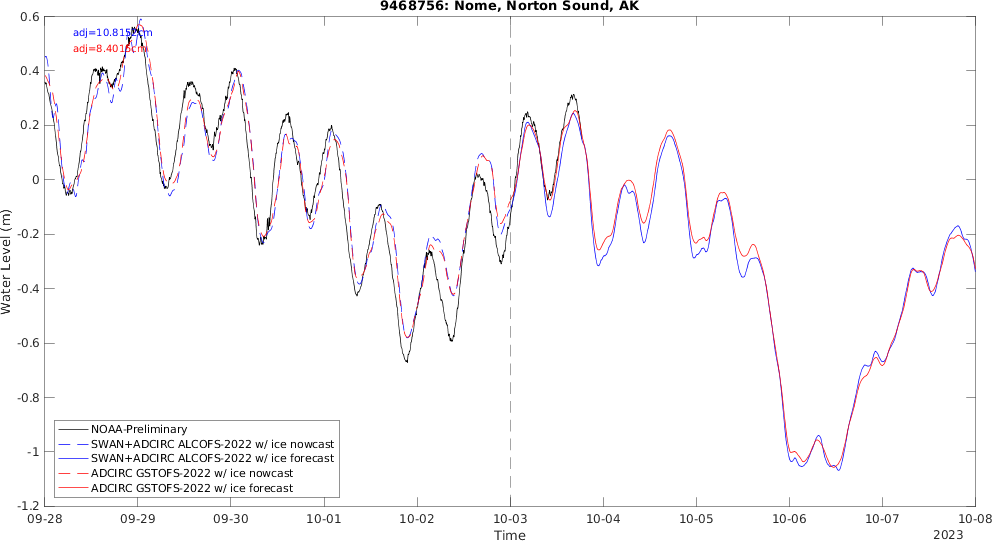 9468756: Nome, Norton Sound, AK
adj=10.815 cm
adj=8.401 cm
0.6
0.4
0.2
0
-0.2
-0.4
-0.6
-0.8
-1
-1.2
Water Level (m)
NOAA-Preliminary
SWAN+ADCIRC ALCOFS-2022 w/ ice nowcast
SWAN+ADCIRC ALCOFS-2022 w/ ice forecast
ADCIRC GSTOFS-2022 w/ ice nowcast
ADCIRC GSTOFS-2022 w/ ice forecast
09-28 09-29 09-30 10-01 10-02 10-03 10-04 10-05 10-06 10-07 10-08
Time
2023